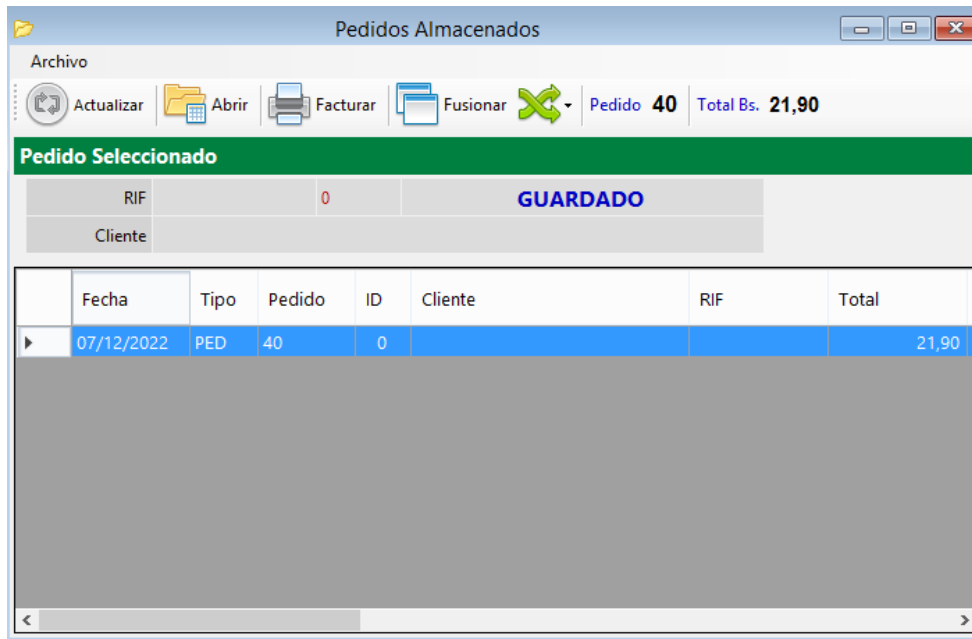 Pedidos Almacenados
Archivo
Actualizar Abrir Facturar Fusionar Pedido 40 Total Bs. 21,90
Pedido Seleccionado
RIF 0 GUARDADO
Cliente
Fecha Tipo Pedido ID Cliente RIF Total
07/12/2022 PED 40 0 21,90